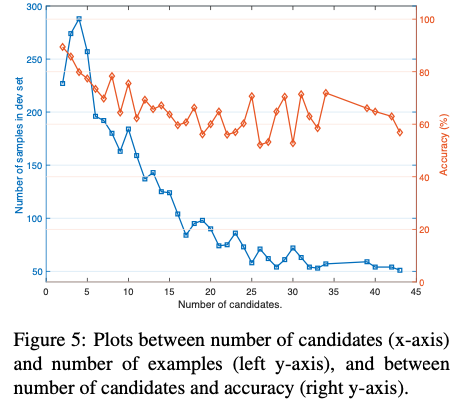 300
250
200
150
100
50
Number of samples in dev set
100
80
60
40
20
0
Accuracy (%)
0 5 10 15 20 25 30 35 40 45
Number of candidates.
Figure 5: Plots between number of candidates (x-axis)
and number of examples (left y-axis), and between
number of candidates and accuracy (right y-axis).